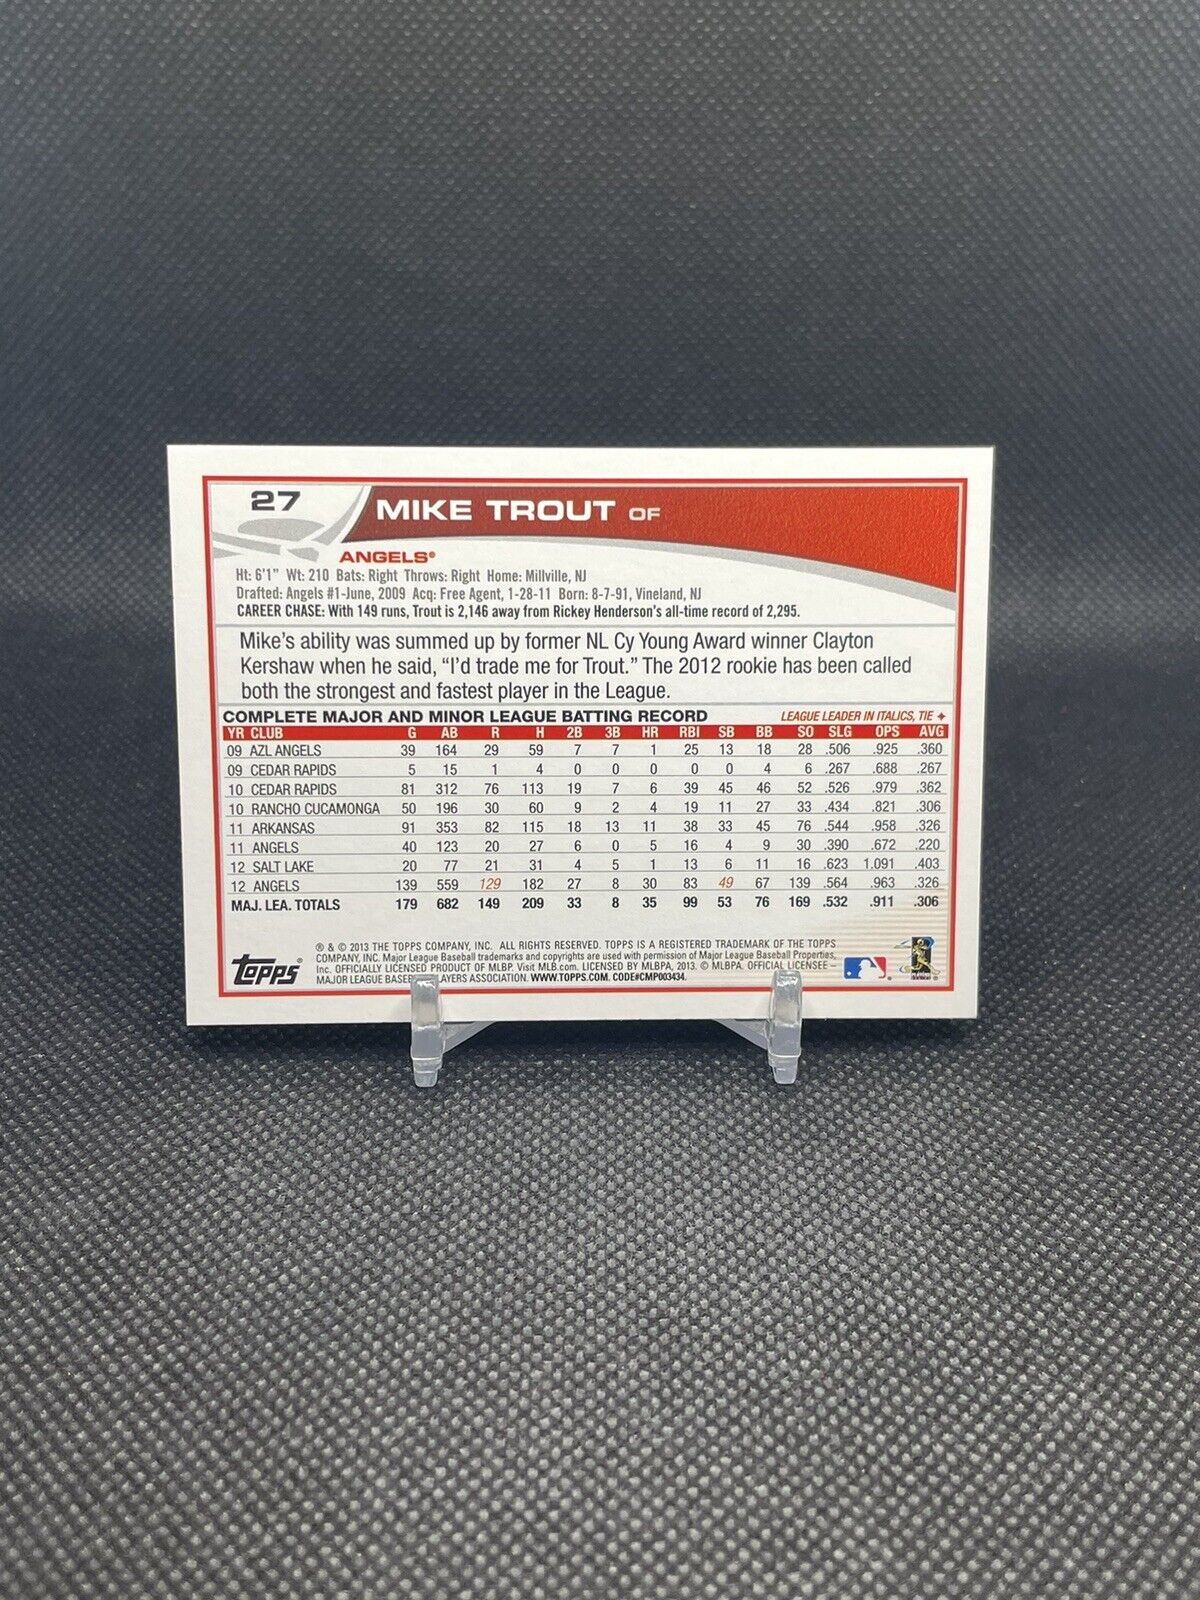 27
MIKE TROUT OF
ANGELS®
Ht: 6'1" Wt: 210 Bats: Right Throws: Right Home: Millville, NJ
Drafted: Angels #1-June, 2009 Acq: Free Agent, 1-28-11 Born: 8-7-91, Vineland, NJ
CAREER CHASE: With 149 runs, Trout is 2,146 away from Rickey Henderson's all-time record of 2,295.
Mike's ability was summed up by former NL Cy Young Award winner Clayton
Kershaw when he said, "I'd trade me for Trout." The 2012 rookie has been called
both the strongest and fastest player in the League.
COMPLETE MAJOR AND MINOR LEAGUE BATTING RECORD LEAGUE LEADER IN ITALICS, TIE ✦
YR CLUB G AB R H 2B 3B HR RBI SB BB SO SLG OPS AVG
09 AZL ANGELS 39 164 29 59 7 7 1 25 13 18 28 .506 .925 .360
09 CEDAR RAPIDS 5 15 1 4 0 0 0 0 0 4 6 .267 .688 .267
10 CEDAR RAPIDS 81 312 76 113 19 7 6 39 45 46 52 .526 .979 .362
10 RANCHO CUCAMONGA 50 196 30 60 9 2 4 19 11 27 33 .434 .821 .306
11 ARKANSAS 91 353 82 115 18 13 11 38 33 45 76 .544 .958 .326
11 ANGELS 40 123 20 27 6 0 5 16 4 9 30 .390 .672 .220
12 SALT LAKE 20 77 21 31 4 5 1 13 6 11 16 .623 1.091 .403
12 ANGELS 139 559 129 182 27 8 30 83 49 67 139 .564 .963 .326
MAJ. LEA. TOTALS 179 682 149 209 33 8 35 99 53 76 169 .532 .911 .306
TOPPS®
® & © 2013 THE TOPPS COMPANY, INC. ALL RIGHTS RESERVED. TOPPS IS A REGISTERED TRADEMARK OF THE TOPPS
COMPANY, INC. Major League Baseball trademarks and copyrights are used with permission of Major League Baseball Properties,
Inc. OFFICIALLY LICENSED PRODUCT OF MLBP. Visit MLB.com. LICENSED BY MLBPA, 2013. © MLBPA. OFFICIAL LICENSEE –
MAJOR LEAGUE BASEBALL PLAYERS ASSOCIATION. WWW.TOPPS.COM. CODE#CMP003434.